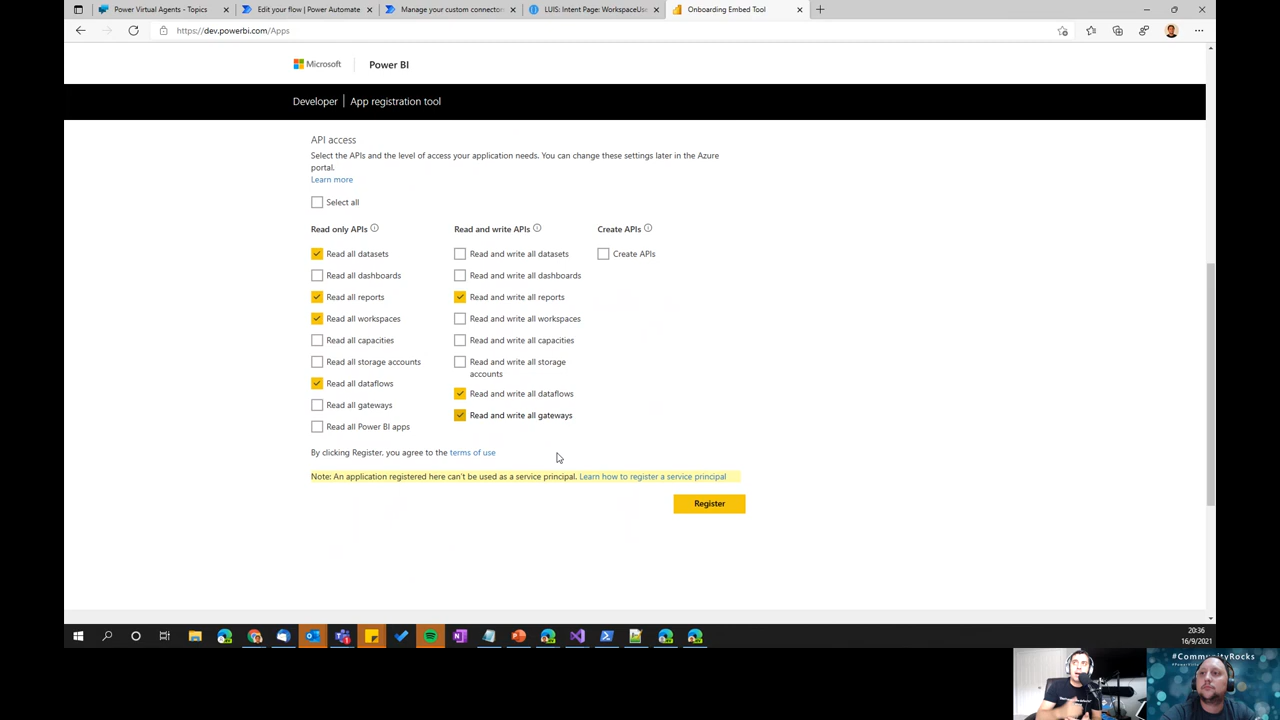 Power Virtual Agents - Topics
Edit your flow | Power Automate
Manage your custom connector
LUIS: Intent Page: WorkspaceUse
Onboarding Embed Tool
https://dev.powerbi.com/Apps
Microsoft
Power BI
Developer
App registration tool
API access
Select the APIs and the level of access your application needs. You can change these settings later in the Azure
portal.
Learn more
Select all
Read only APIs
Read and write APIs
Create APIs
Read all datasets
Read and write all datasets
Create APIs
Read all dashboards
Read and write all dashboards
Read all reports
Read and write all reports
Read all workspaces
Read and write all workspaces
Read all capacities
Read and write all capacities
Read all storage accounts
Read and write all storage
accounts
Read all dataflows
Read and write all dataflows
Read all gateways
Read and write all gateways
Read all Power BI apps
By clicking Register, you agree to the terms of use
Note: An application registered here can't be used as a service principal. Learn how to register a service principal
Register
20:36
16/9/2021
#CommunityRocks